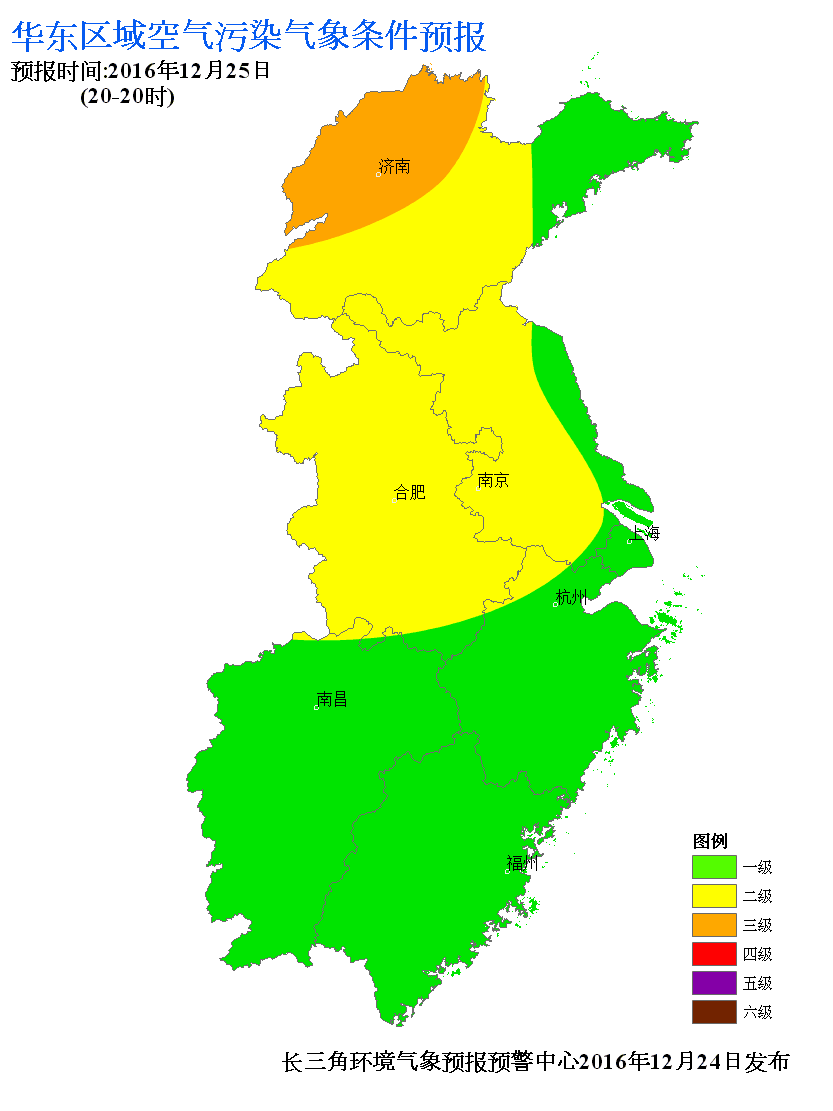 华东区域空气污染气象条件预报
预报时间:2016年12月25日
(20-20时)
济南
南京
合肥
上海
杭州
南昌
福州
图例
一级
二级
三级
四级
五级
六级
长三角环境气象预报预警中心2016年12月24日发布